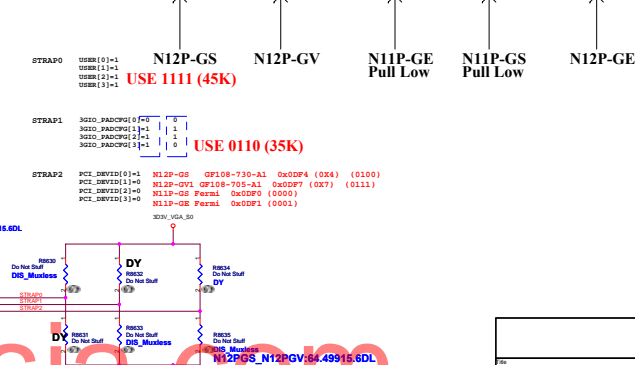 N12P-GS N12P-GV N11P-GE N11P-GS N12P-GE
Pull Low Pull Low
STRAP0 USER[0]=1
USER[1]=1
USER[2]=1
USER[3]=1
USE 1111 (45K)
STRAP1 3GIO_PADCFG[0]=0 0
3GIO_PADCFG[1]=1 1
3GIO_PADCFG[2]=1 1
3GIO_PADCFG[3]=1 0
USE 0110 (35K)
STRAP2 PCI_DEVID[0]=1 N12P-GS GF108-730-A1 0x0DF4 (0X4) (0100)
PCI_DEVID[1]=0 N12P-GV1 GF108-705-A1 0x0DF7 (0X7) (0111)
PCI_DEVID[2]=0 N11P-GS Fermi 0x0DF0 (0000)
PCI_DEVID[3]=0 N11P-GE Fermi 0x0DF1 (0001)
3D3V_VGA_S0
15.6DL
R8630
Do Not Stuff
DIS_Muxless
DY
R8632
Do Not Stuff
R8634
Do Not Stuff
DY
STRAP0
STRAP1
STRAP2
DY
R8631
Do Not Stuff
R8633
Do Not Stuff
DIS_Muxless
R8635
Do Not Stuff
DIS_Muxless
N12PGS_N12PGV:64.49915.6DL
Title